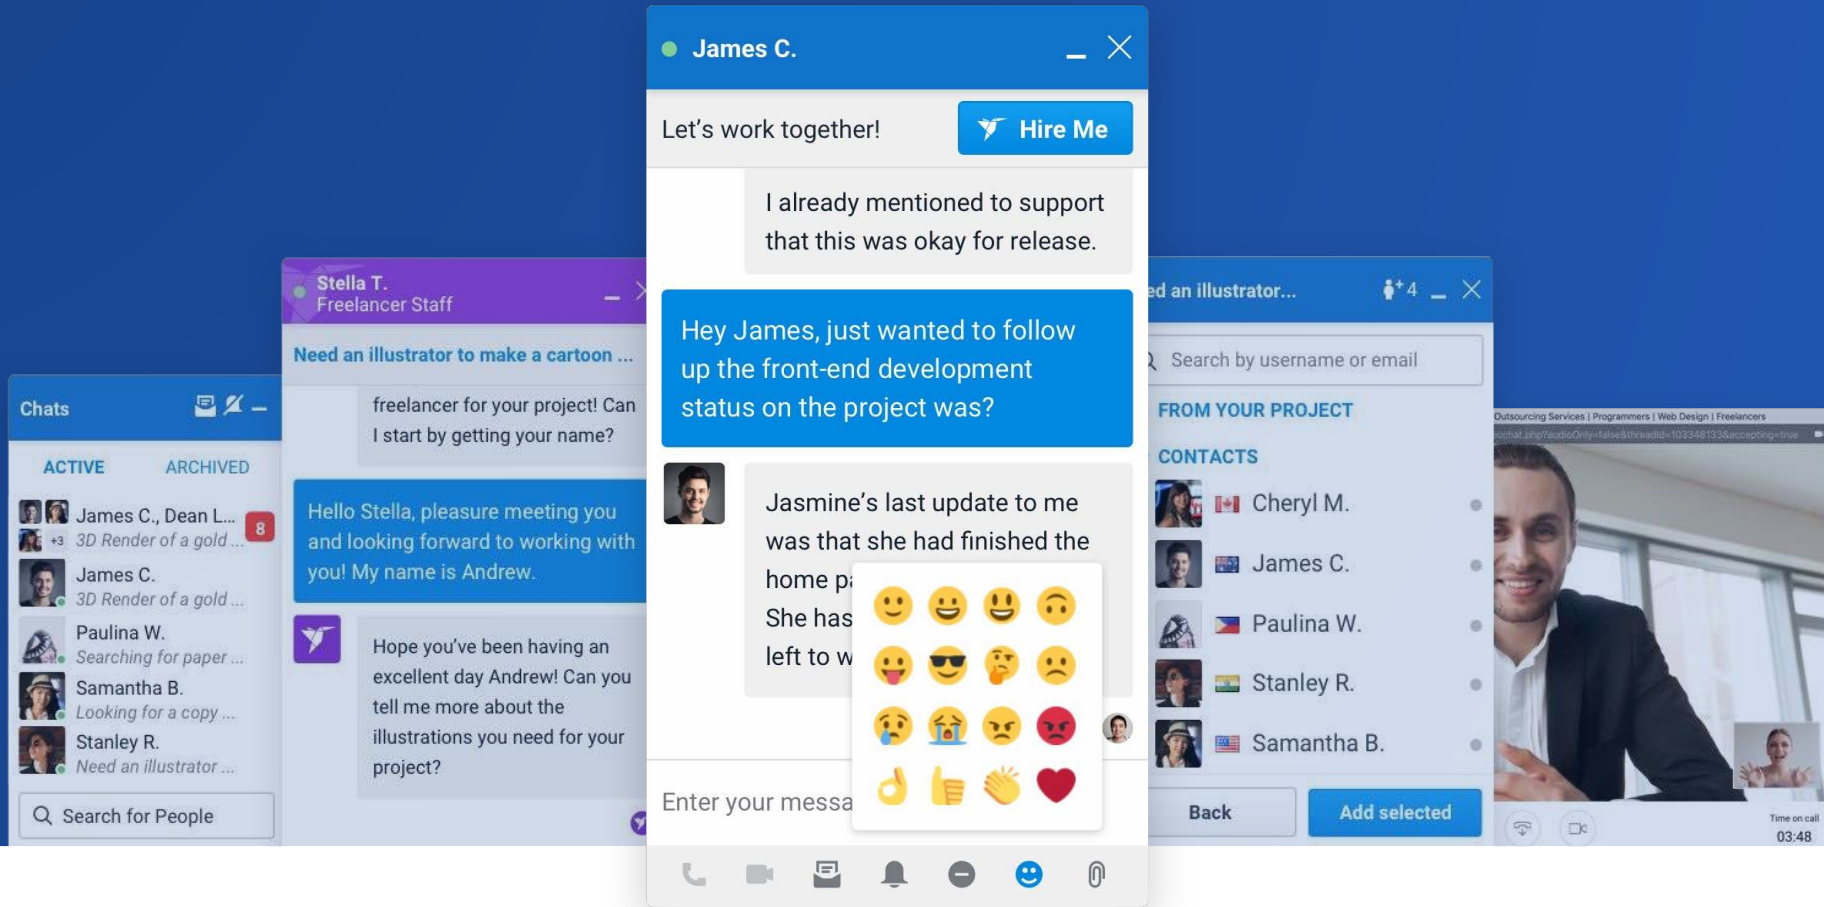 James C.
Let's work together!
Hire Me
I already mentioned to support
that this was okay for release.
Hey James, just wanted to follow
up the front-end development
status on the project was?
Jasmine's last update to me
was that she had finished the
home
She has
left to
Enter your messa
Stella T.
Freelancer Staff
Need an illustrator to make a cartoon ...
freelancer for your project! Can
I start by getting your name?
Hello Stella, pleasure meeting you
and looking forward to working with
you! My name is Andrew.
Hope you've been having an
excellent day Andrew! Can you
tell me more about the
illustrations you need for your
project?
Chats
ACTIVE ARCHIVED
James C., Dean L...
+3 3D Render of a gold ...
8
James C.
3D Render of a gold ...
Paulina W.
Searching for paper ...
Samantha B.
Looking for a copy ...
Stanley R.
Need an illustrator ...
Search for People
ed an illustrator...
+4
Search by username or email
FROM YOUR PROJECT
CONTACTS
Cheryl M.
James C.
Paulina W.
Stanley R.
Samantha B.
Back
Add selected
Outsourcing Services | Programmers | Web Design | Freelancers
eochat.php?audioOnly=false&threadId=103348133&accepting=true
Time on call
03:48